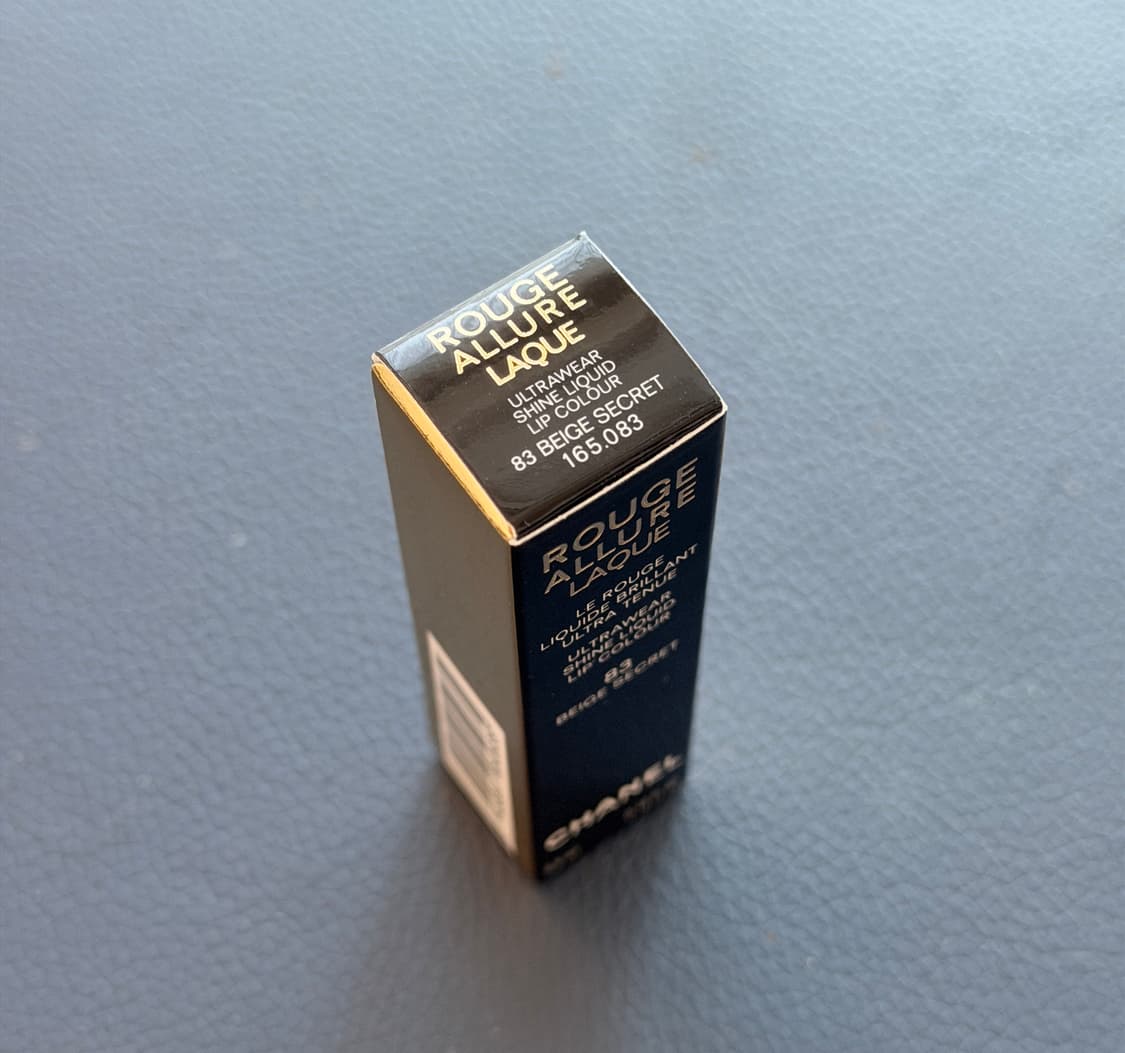 ROUGE
ALLURE
LAQUE
ULTRAWEAR
SHINE LIQUID
LIP COLOUR
83 BEIGE SECRET
165.083
ROUGE
ALLURE
LAQUE
LE ROUGE
LIQUIDE BRILLANT
ULTRA TENUE
ULTRAWEAR
SHINE LIQUID
LIP COLOUR
83
BEIGE SECRET
CHANEL